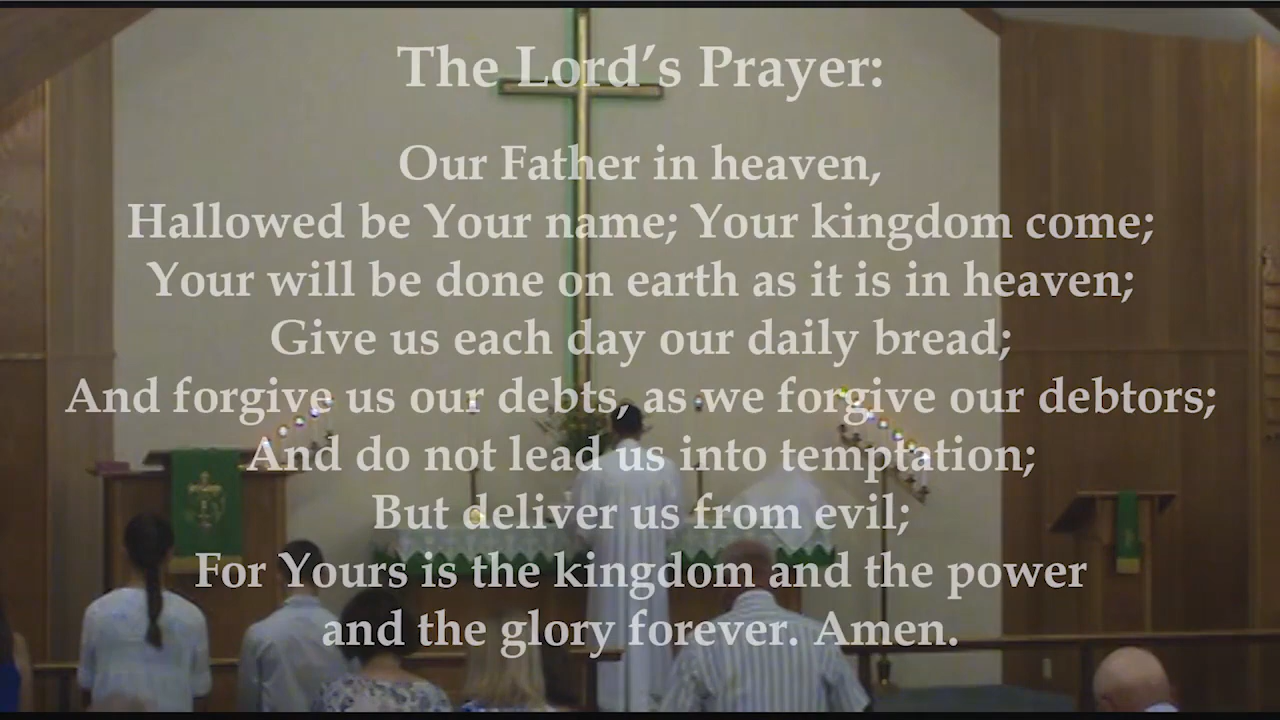 The Lord’s Prayer:
Our Father in heaven,
Hallowed be Your name; Your kingdom come;
Your will be done on earth as it is in heaven;
Give us each day our daily bread;
And forgive us our debts, as we forgive our debtors;
And do not lead us into temptation;
But deliver us from evil;
For Yours is the kingdom and the power
and the glory forever. Amen.